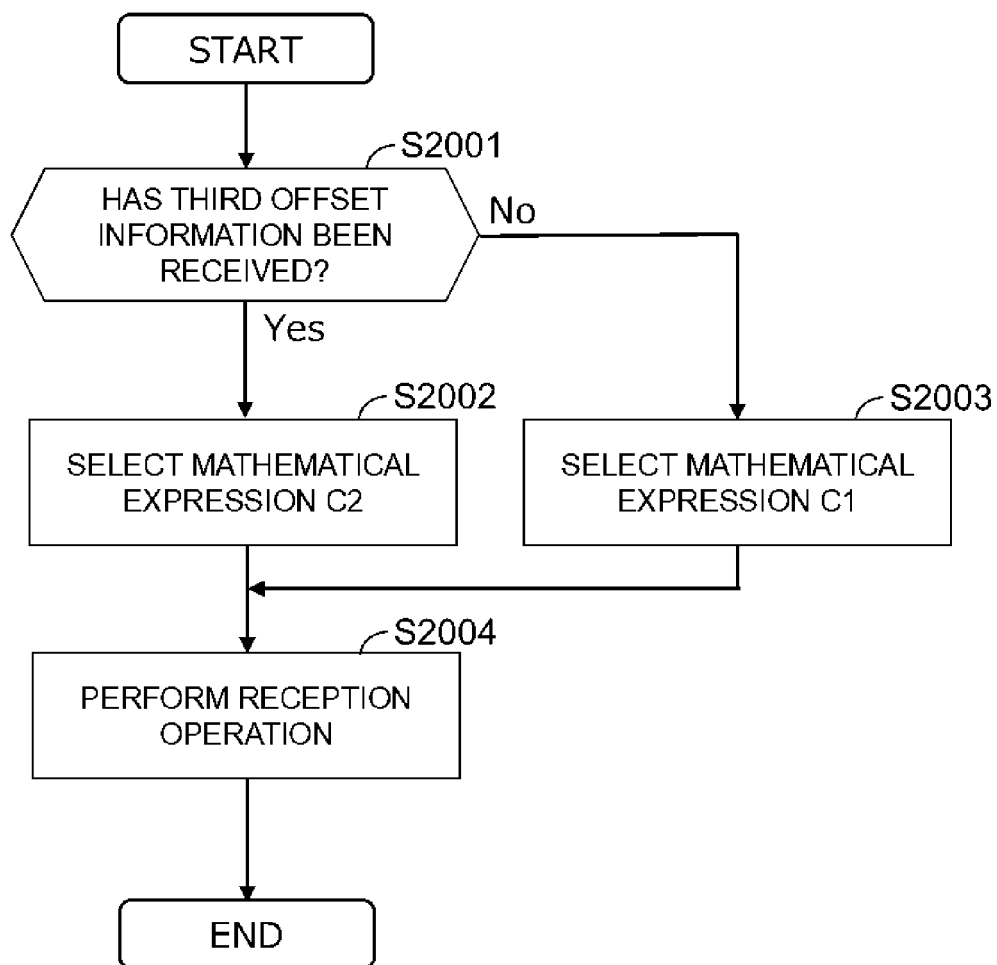 START
S2001
HAS THIRD OFFSET
INFORMATION BEEN
RECEIVED?
No
Yes
S2002
SELECT MATHEMATICAL
EXPRESSION C2
S2003
SELECT MATHEMATICAL
EXPRESSION C1
S2004
PERFORM RECEPTION
OPERATION
END